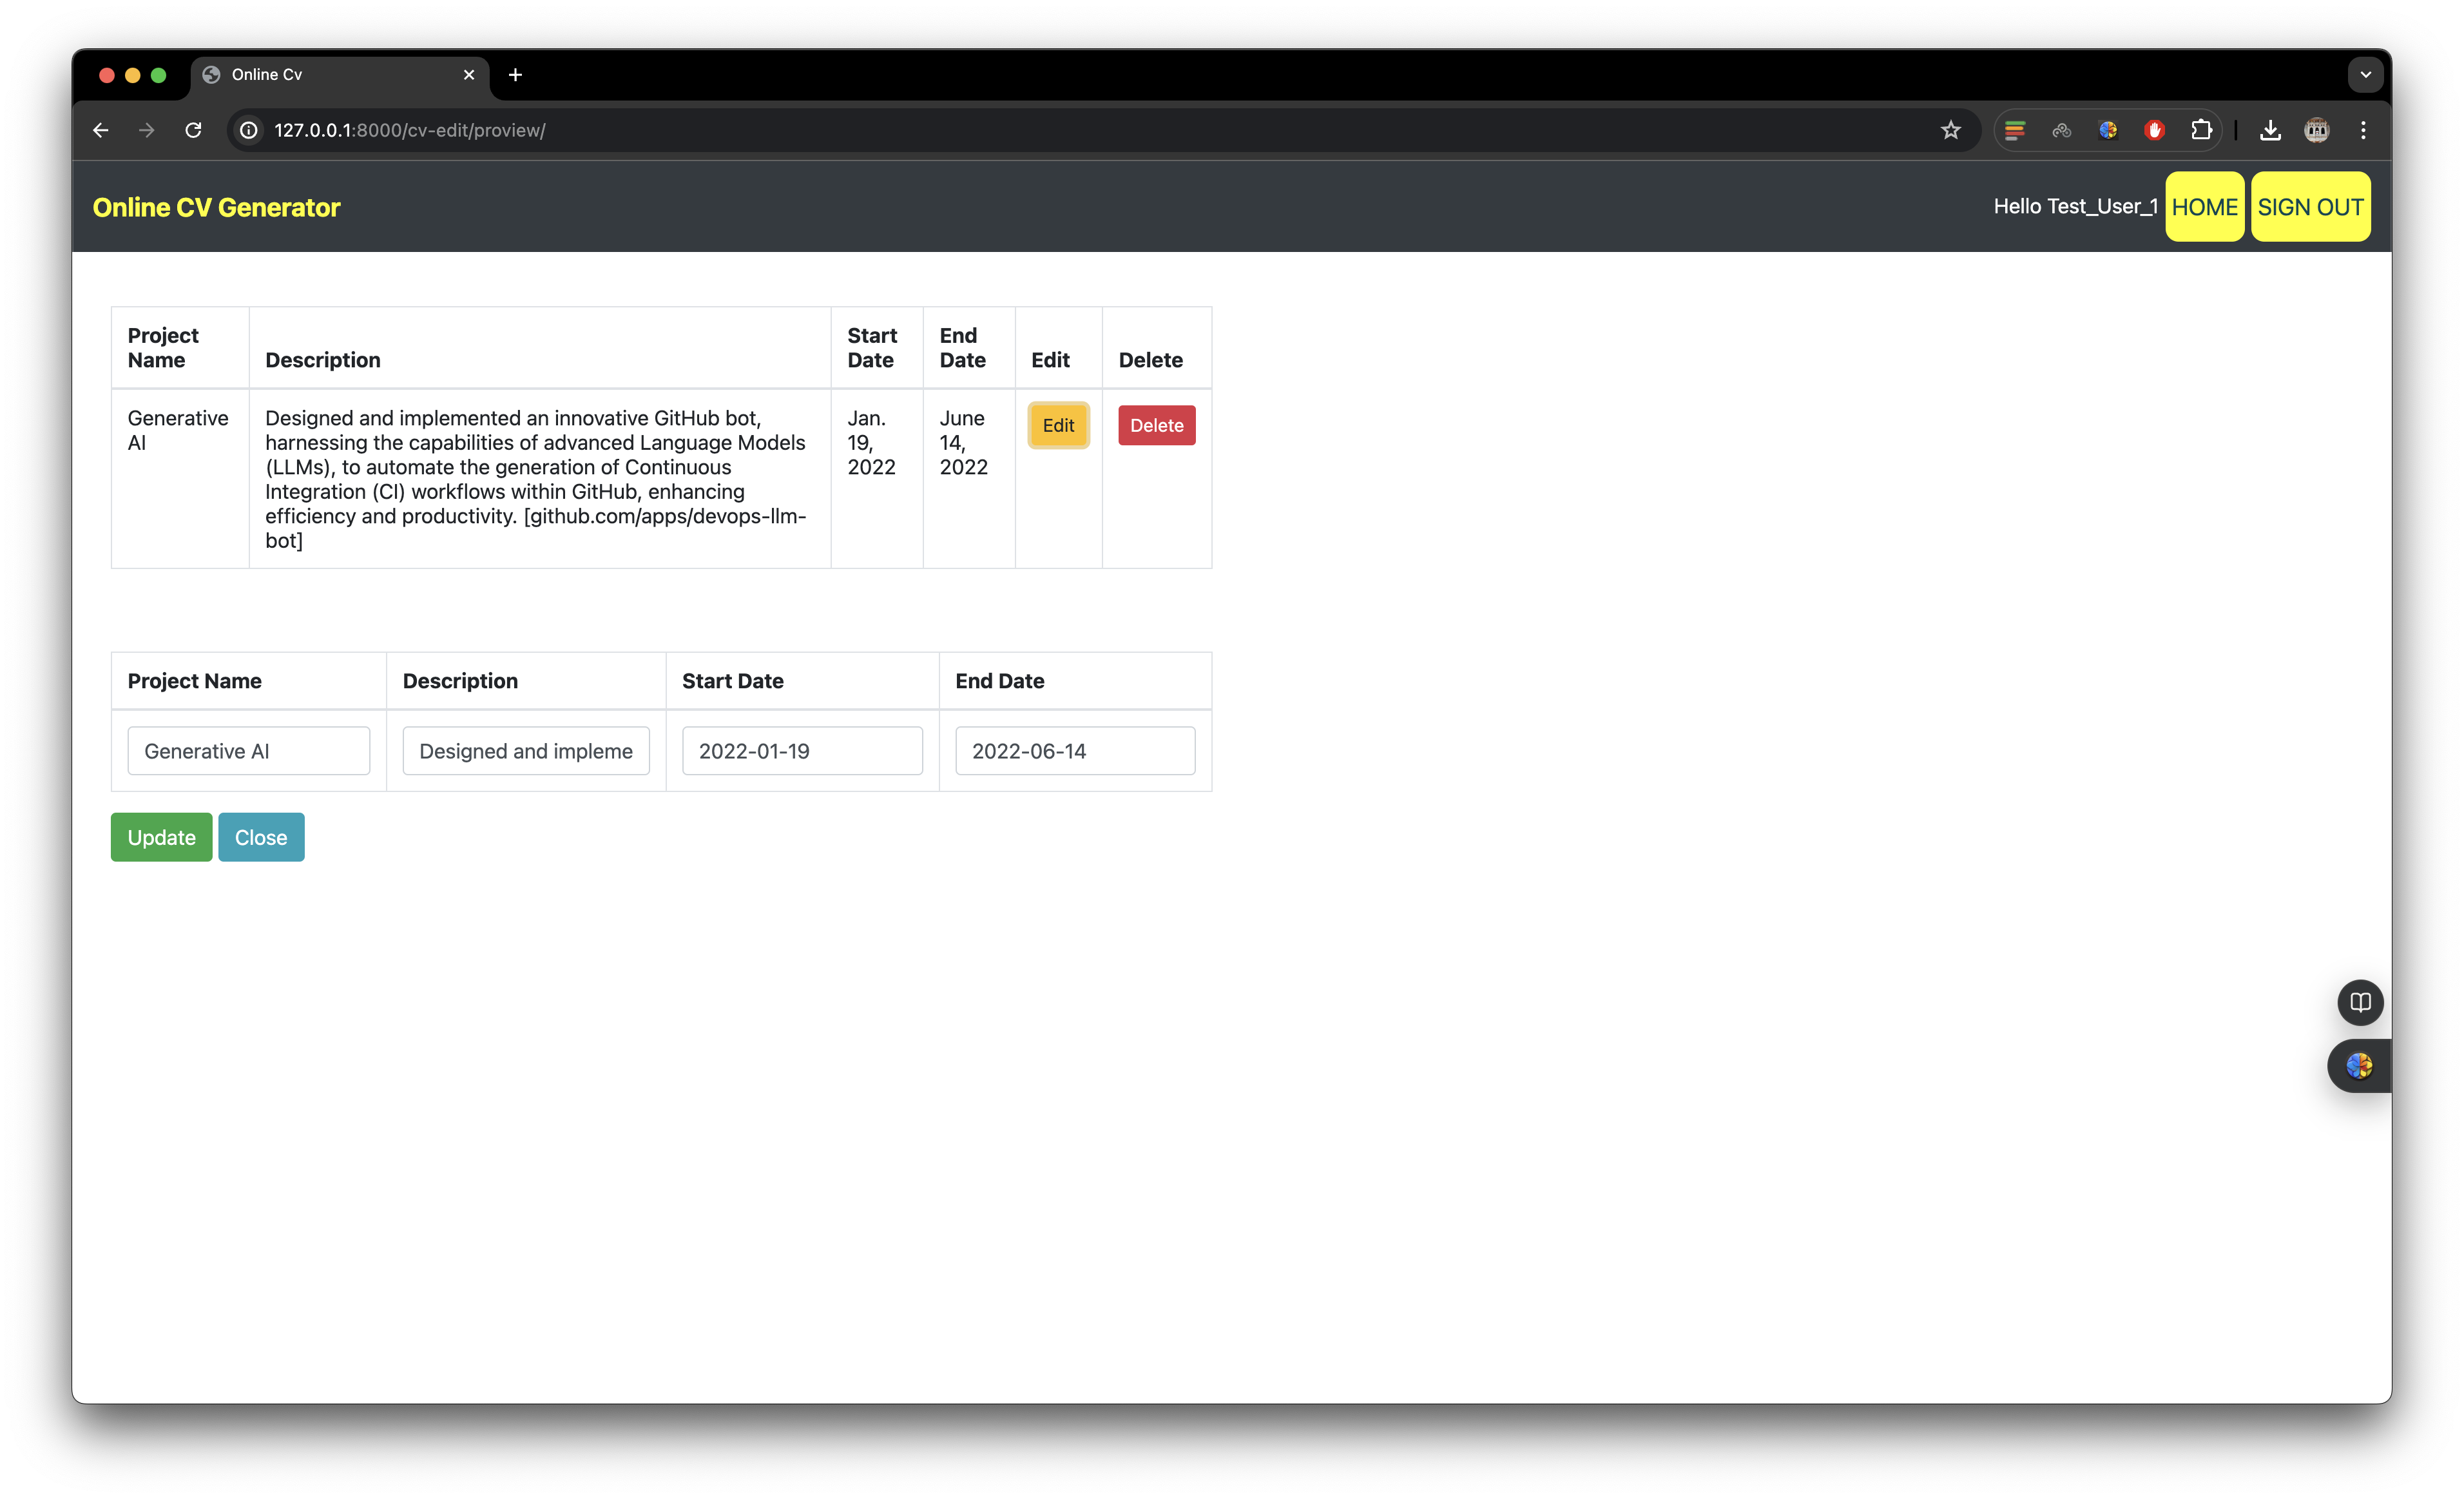 Online Cv
127.0.0.1:8000/cv-edit/proview/
Online CV Generator
Hello Test_User_1 HOME SIGN OUT
Project Name Description Start Date End Date Edit Delete
Generative
AI
Designed and implemented an innovative GitHub bot,
harnessing the capabilities of advanced Language Models
(LLMs), to automate the generation of Continuous
Integration (CI) workflows within GitHub, enhancing
efficiency and productivity. [github.com/apps/devops-llm-
bot]
Jan.
19,
2022
June
14,
2022
Edit
Delete
Project Name Description Start Date End Date
Generative AI Designed and impleme 2022-01-19 2022-06-14
Update Close